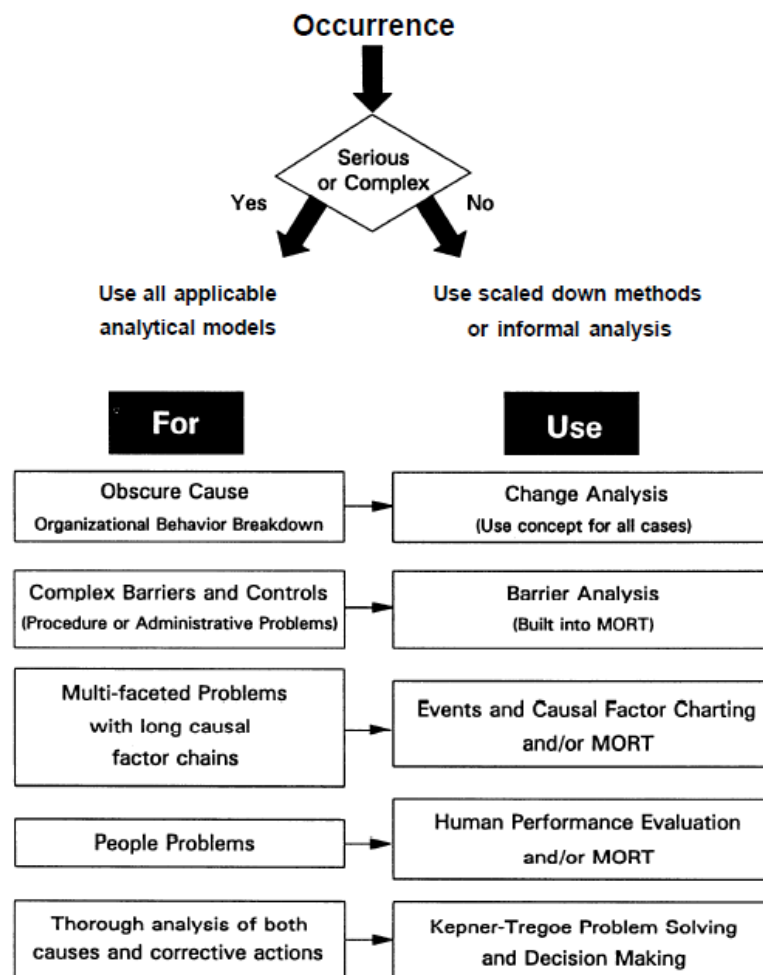 Occurrence
Serious
or Complex
Yes
No
Use all applicable
analytical models
Use scaled down methods
or informal analysis
For
Use
Obscure Cause
Organizational Behavior Breakdown
Change Analysis
(Use concept for all cases)
Complex Barriers and Controls
(Procedure or Administrative Problems)
Barrier Analysis
(Built into MORT)
Multi-faceted Problems
with long causal
factor chains
Events and Causal Factor Charting
and/or MORT
People Problems
Human Performance Evaluation
and/or MORT
Thorough analysis of both
causes and corrective actions
Kepner-Tregoe Problem Solving
and Decision Making